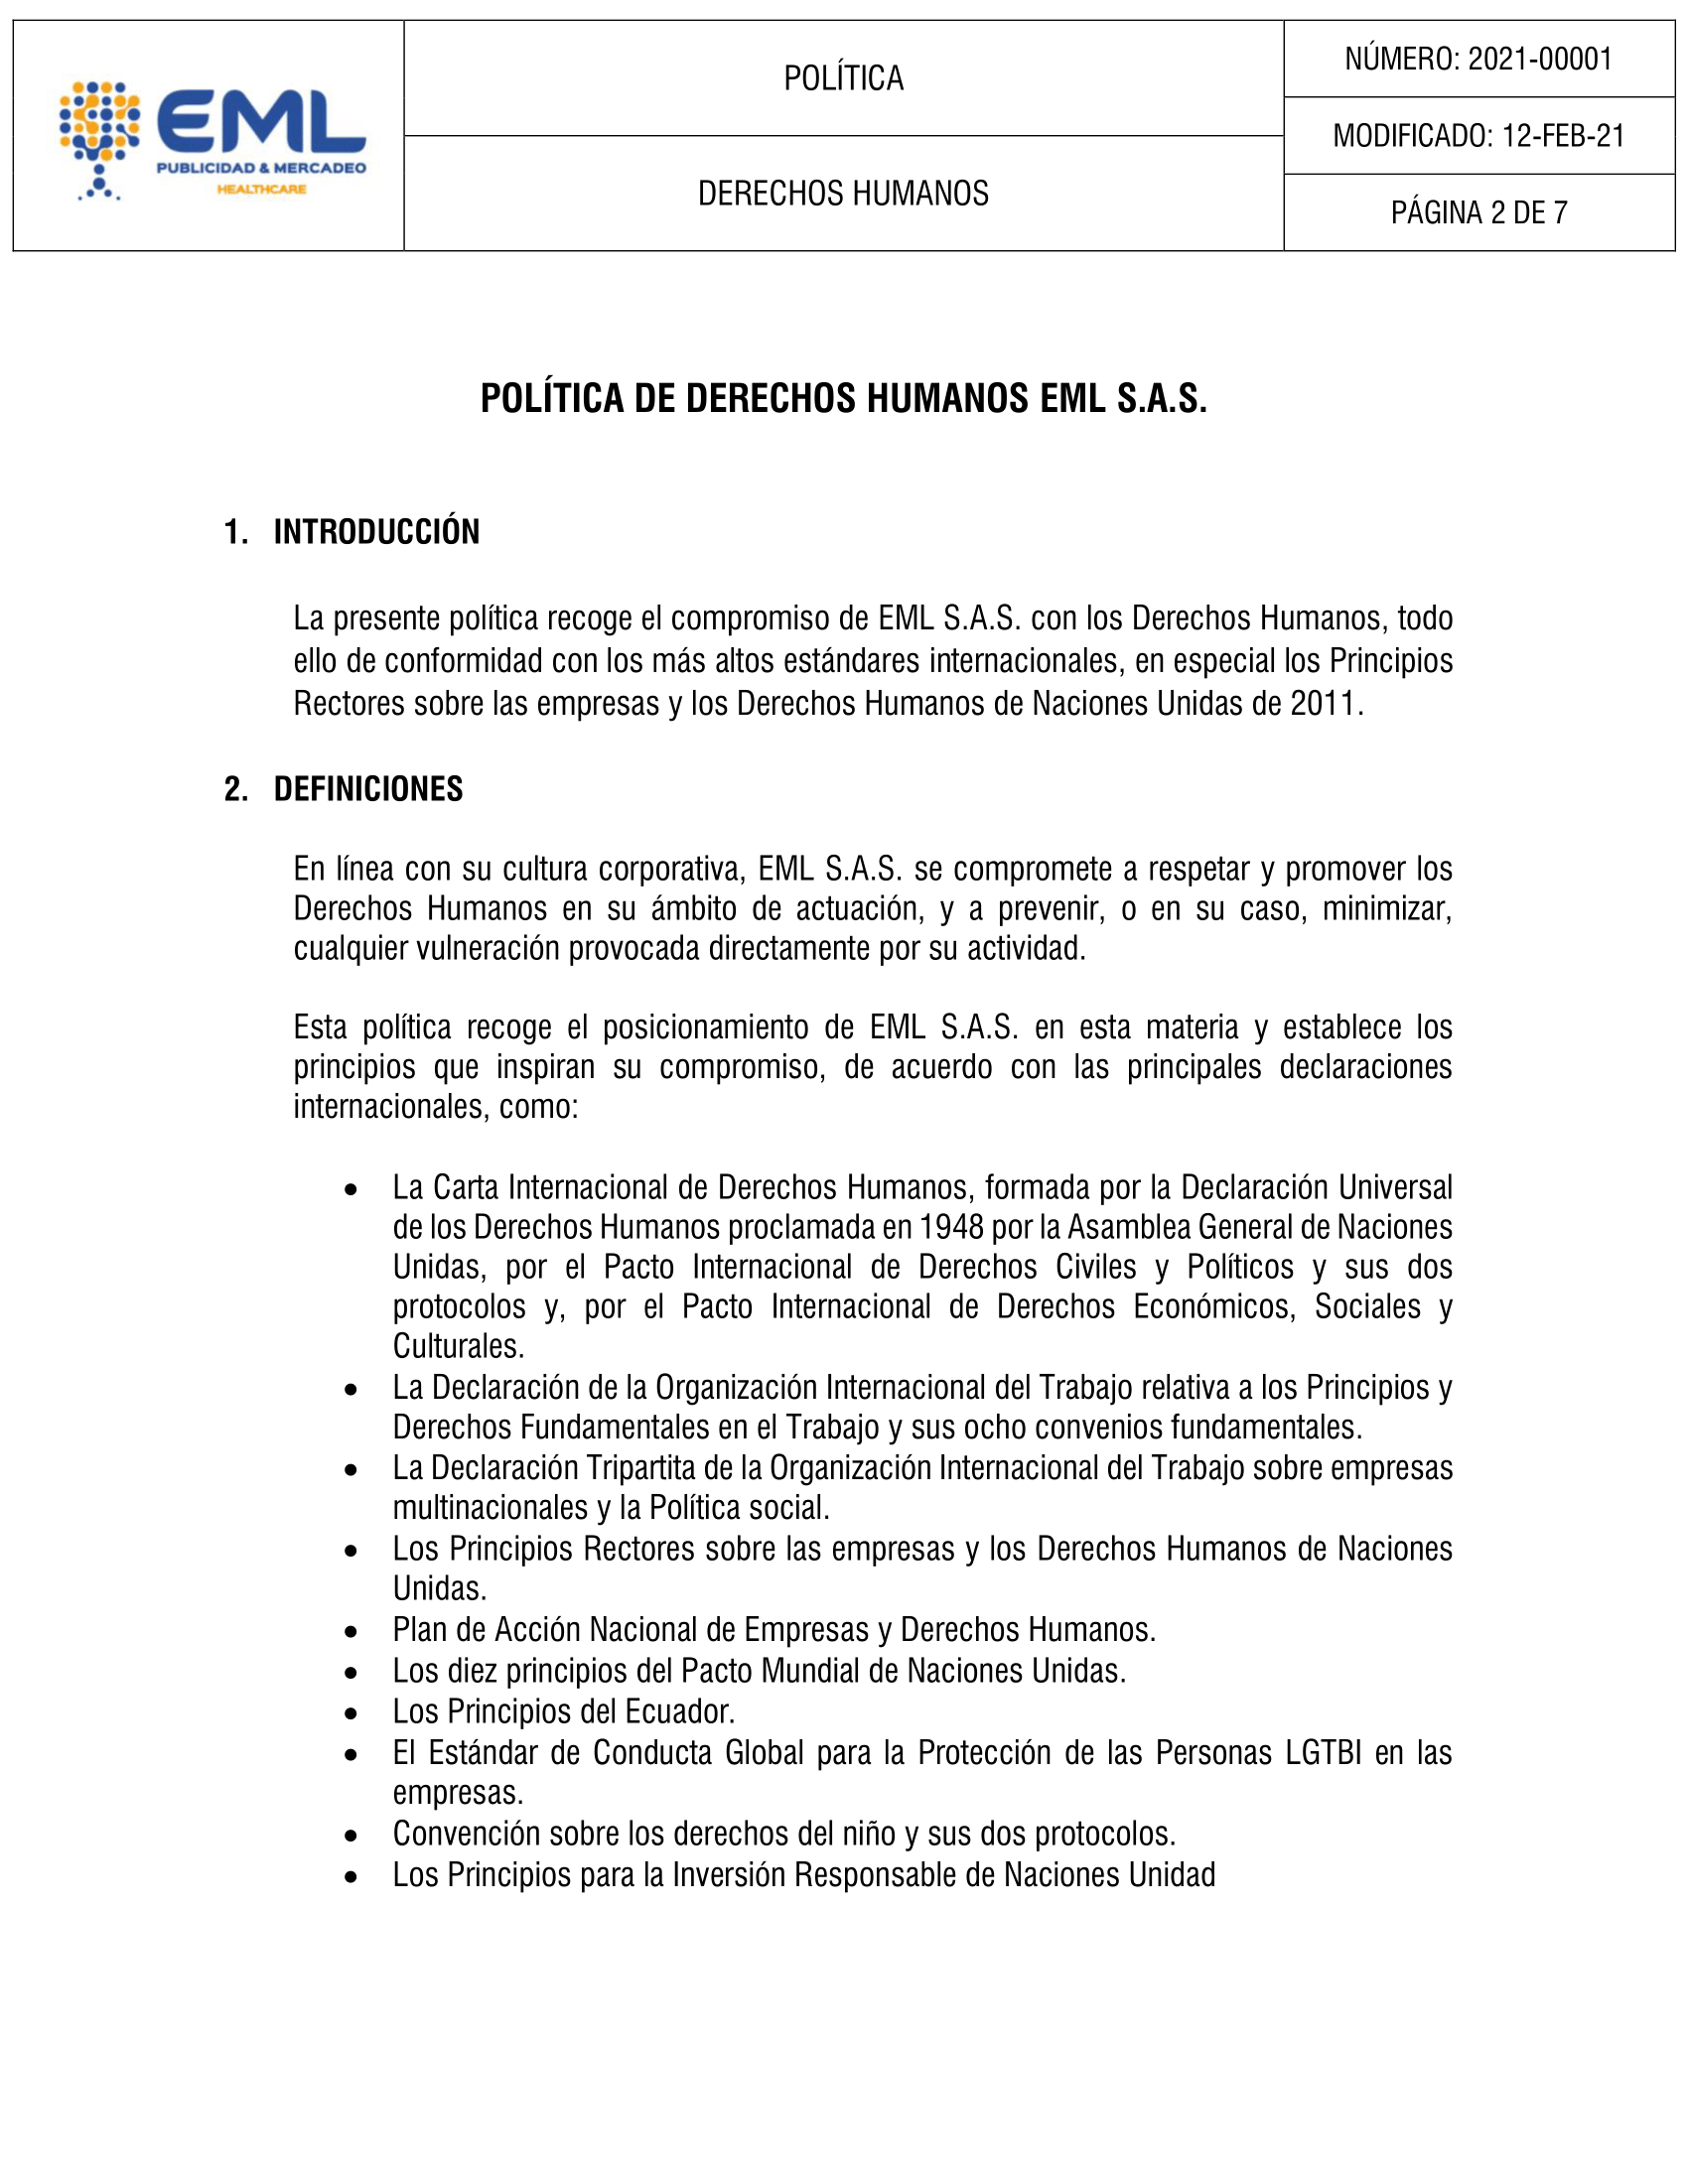 EML
PUBLICIDAD & MERCADEO
HEALTHCARE
POLÍTICA
DERECHOS HUMANOS
NÚMERO: 2021-00001
MODIFICADO: 12-FEB-21
PÁGINA 2 DE 7
POLÍTICA DE DERECHOS HUMANOS EML S.A.S.
1. INTRODUCCIÓN
La presente política recoge el compromiso de EML S.A.S. con los Derechos Humanos, todo
ello de conformidad con los más altos estándares internacionales, en especial los Principios
Rectores sobre las empresas y los Derechos Humanos de Naciones Unidas de 2011.
2. DEFINICIONES
En línea con su cultura corporativa, EML S.A.S. se compromete a respetar y promover los
Derechos Humanos en su ámbito de actuación, y a prevenir, o en su caso, minimizar,
cualquier vulneración provocada directamente por su actividad.
Esta política recoge el posicionamiento de EML S.A.S. en esta materia y establece los
principios que inspiran su compromiso, de acuerdo con las principales declaraciones
internacionales, como:
• La Carta Internacional de Derechos Humanos, formada por la Declaración Universal
de los Derechos Humanos proclamada en 1948 por la Asamblea General de Naciones
Unidas, por el Pacto Internacional de Derechos Civiles y Políticos y sus dos
protocolos y, por el Pacto Internacional de Derechos Económicos, Sociales y
Culturales.
• La Declaración de la Organización Internacional del Trabajo relativa a los Principios y
Derechos Fundamentales en el Trabajo y sus ocho convenios fundamentales.
• La Declaración Tripartita de la Organización Internacional del Trabajo sobre empresas
multinacionales y la Política social.
• Los Principios Rectores sobre las empresas y los Derechos Humanos de Naciones
Unidas.
• Plan de Acción Nacional de Empresas y Derechos Humanos.
• Los diez principios del Pacto Mundial de Naciones Unidas.
• Los Principios del Ecuador.
• El Estándar de Conducta Global para la Protección de las Personas LGTBI en las
empresas.
• Convención sobre los derechos del niño y sus dos protocolos.
• Los Principios para la Inversión Responsable de Naciones Unidad